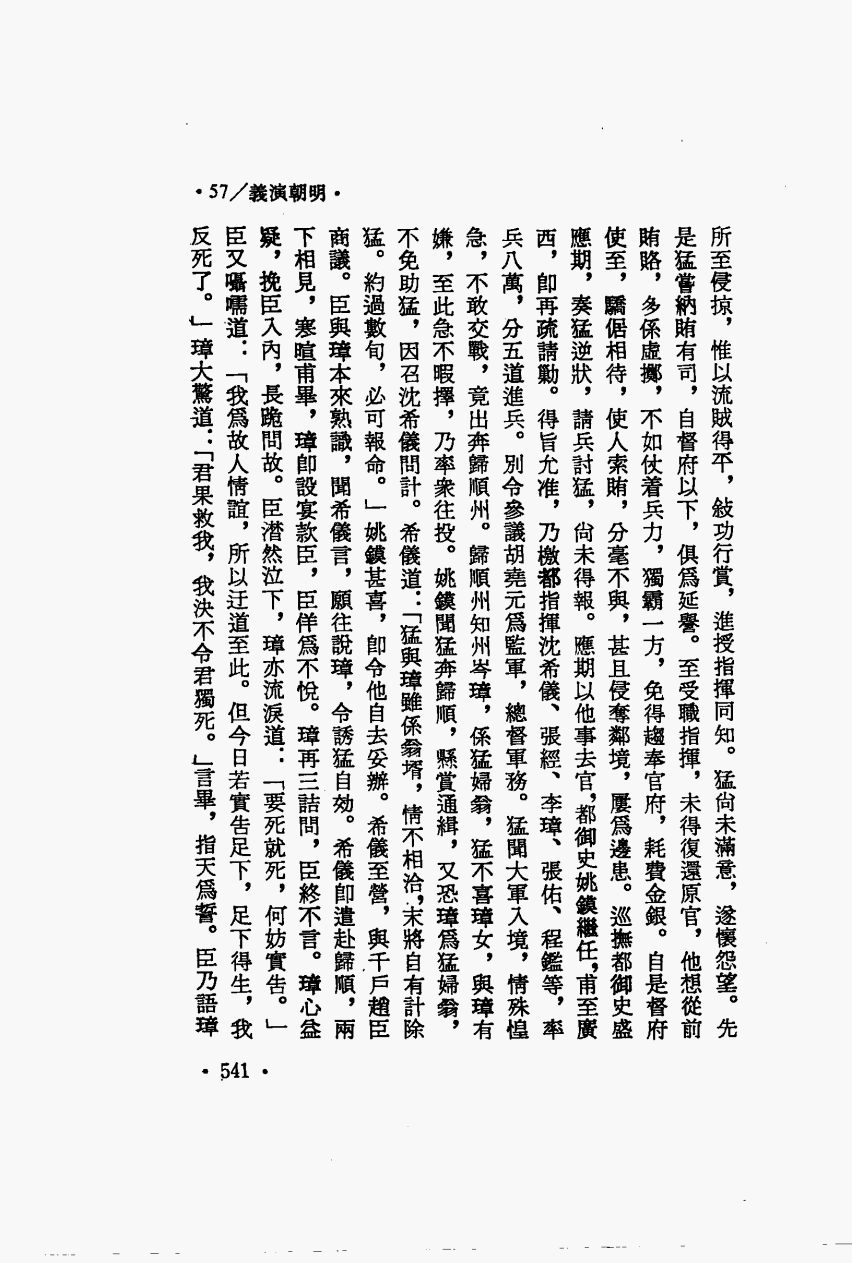 ·57／義演朝明·
所至侵掠，惟以流賊得平，敍功行賞，進授指揮同知。猛尙未滿意，遂懷怨望。先
是猛嘗納賄有司，自督府以下，俱爲延譽。至受職指揮，未得復還原官，他想從前
賄賂，多係虛擲，不如仗着兵力，獨霸一方，免得趨奉官府，耗費金銀。自是督府
使至，驕倨相待，使人索賄，分毫不與，甚且侵奪鄰境，屢爲邊患。巡撫都御史盛
應期，奏猛逆狀，請兵討猛，尙未得報。應期以他事去官，都御史姚鏌繼任，甫至廣
西，卽再疏請勦。得旨允准，乃檄都指揮沈希儀、張經、李璋、張佑、程鑑等，率
兵八萬，分五道進兵。別令參議胡堯元爲監軍，總督軍務。猛聞大軍入境，情殊惶
急，不敢交戰，竟出奔歸順州。歸順州知州岑璋，係猛婦翁，猛不喜璋女，與璋有
嫌，至此急不暇擇，乃率衆往投。姚鏌聞猛奔歸順，懸賞通緝，又恐璋爲猛婦翁，
不免助猛，因召沈希儀問計。希儀道：「猛與璋雖係翁壻，情不相洽，末將自有計除
猛。約過數旬，必可報命。」姚鏌甚喜，卽令他自去妥辦。希儀至營，與千戶趙臣
商議。臣與璋本來熟識，聞希儀言，願往說璋，令誘猛自効。希儀卽遣赴歸順，兩
下相見，寒暄甫畢，璋卽設宴款臣，臣佯爲不悅。璋再三詰問，臣終不言。璋心益
疑，挽臣入內，長跪問故。臣潸然泣下，璋亦流淚道：「要死就死，何妨實告。」
臣又囁嚅道：「我爲故人情誼，所以迂道至此。但今日若實告足下，足下得生，我
反死了。」璋大驚道：「君果救我，我決不令君獨死。」言畢，指天爲誓。臣乃語璋
·541·